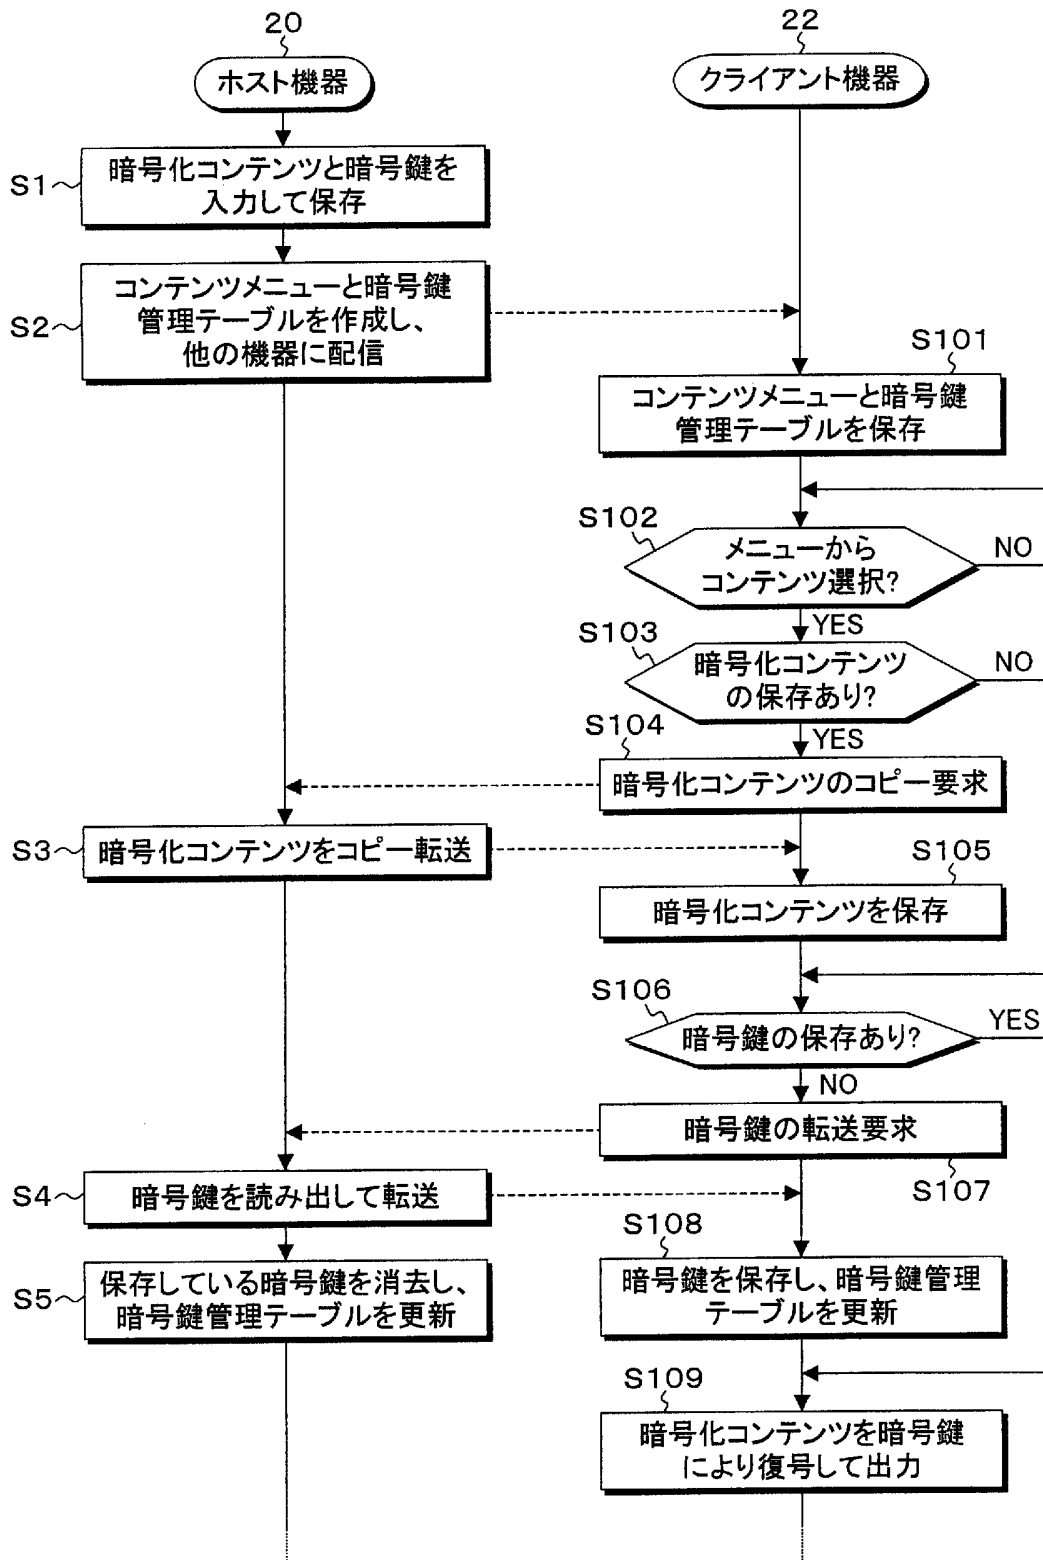 20
ホスト機器
22
クライアント機器
S1
暗号化コンテンツと暗号鍵を
入力して保存
S2
コンテンツメニューと暗号鍵
管理テーブルを作成し、
他の機器に配信
S101
コンテンツメニューと暗号鍵
管理テーブルを保存
S102
メニューから
コンテンツ選択?
NO
YES
S103
暗号化コンテンツ
の保存あり?
NO
YES
S104
暗号化コンテンツのコピー要求
S3
暗号化コンテンツをコピー転送
S105
暗号化コンテンツを保存
S106
暗号鍵の保存あり?
YES
NO
暗号鍵の転送要求
S107
S4
暗号鍵を読み出して転送
S108
暗号鍵を保存し、暗号鍵管理
テーブルを更新
S5
保存している暗号鍵を消去し、
暗号鍵管理テーブルを更新
S109
暗号化コンテンツを暗号鍵
により復号して出力